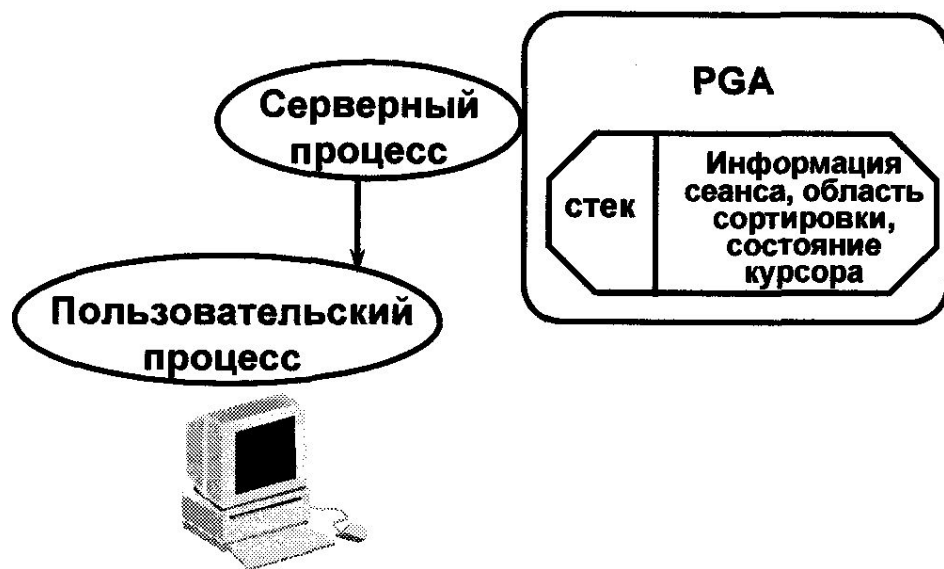 Серверный
процесс
PGA
стек
Информация
сеанса, область
сортировки,
состояние
курсора
Пользовательский
процесс